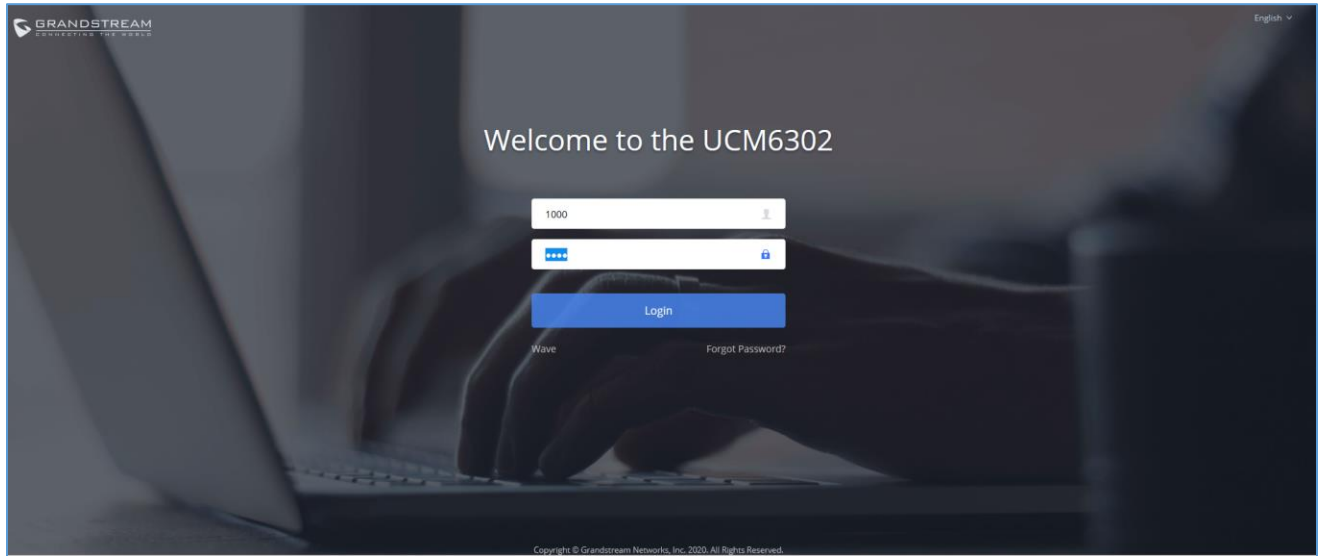 GRANDSTREAM
CONNECTING THE WORLD
English
Welcome to the UCM6302
1000
••••
Login
Wave Forgot Password?
Copyright © Grandstream Networks, Inc. 2020. All Rights Reserved.